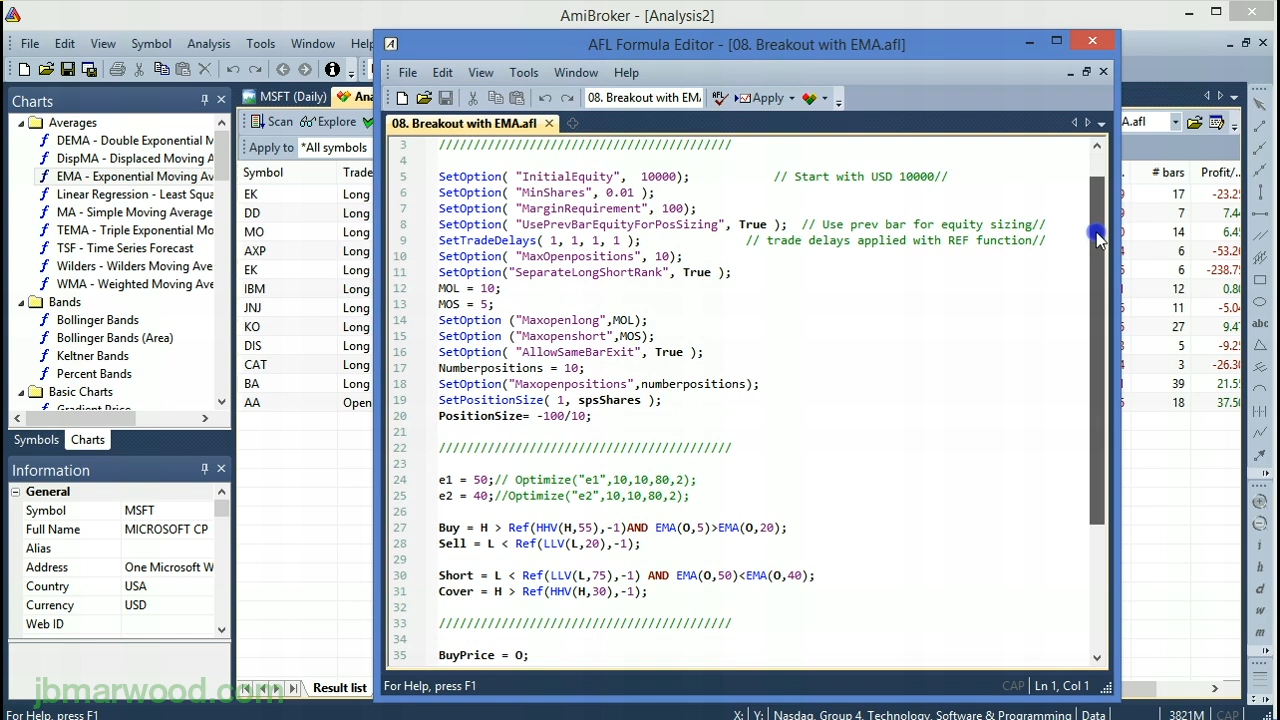 AmiBroker - [Analysis2]
File Edit View Symbol Analysis Tools Window Help
AFL Formula Editor - [08. Breakout with EMA.afl]
File Edit View Tools Window Help
08. Breakout with EMA. AFL Apply
08. Breakout with EMA.afl
Charts
Averages
DEMA - Double Exponential M
DispMA - Displaced Moving A
EMA - Exponential Moving Av
Linear Regression - Least Squa
MA - Simple Moving Average
TEMA - Triple Exponential Mo
TSF - Time Series Forecast
Wilders - Wilders Moving Ave
WMA - Weighted Moving Ave
Bands
Bollinger Bands
Bollinger Bands (Area)
Keltner Bands
Percent Bands
Basic Charts
Gradient Price
Symbols Charts
Information
General
Symbol MSFT
Full Name MICROSOFT CP
Alias
Address One Microsoft W
Country USA
Currency USD
Web ID
MSFT (Daily) Ana
Scan Explore
Apply to *All symbols
Symbol Trade
EK Long
DD Long
MO Long
AXP Long
EK Long
IBM Long
JNJ Long
KO Long
DIS Long
CAT Long
BA Long
AA Open
Result list
3 //////////////////////////////////////////
4
5 SetOption( "InitialEquity", 10000); // Start with USD 10000//
6 SetOption( "MinShares", 0.01 );
7 SetOption( "MarginRequirement", 100);
8 SetOption( "UsePrevBarEquityForPosSizing", True ); // Use prev bar for equity sizing//
9 SetTradeDelays( 1, 1, 1, 1 ); // trade delays applied with REF function//
10 SetOption( "MaxOpenpositions", 10);
11 SetOption("SeparateLongShortRank", True );
12 MOL = 10;
13 MOS = 5;
14 SetOption ("Maxopenlong",MOL);
15 SetOption ("Maxopenshort",MOS);
16 SetOption( "AllowSameBarExit", True );
17 Numberpositions = 10;
18 SetOption("Maxopenpositions",numberpositions);
19 SetPositionSize( 1, spsShares );
20 PositionSize= -100/10;
21
22 //////////////////////////////////////////
23
24 e1 = 50;// Optimize("e1",10,10,80,2);
25 e2 = 40;//Optimize("e2",10,10,80,2);
26
27 Buy = H > Ref(HHV(H,55),-1)AND EMA(O,5)>EMA(O,20);
28 Sell = L < Ref(LLV(L,20),-1);
29
30 Short = L < Ref(LLV(L,75),-1) AND EMA(O,50)<EMA(O,40);
31 Cover = H > Ref(HHV(H,30),-1);
32
33 //////////////////////////////////////////
34
35 BuyPrice = O;
For Help, press F1 CAP Ln 1, Col 1
A.afl
# bars Profit/..
17 -23.2
7 7.4
14 6.4
6 -53.2
6 -238.7
12 0.8
11 -5.0
27 9.4
5 -9.2
3 -26.3
39 21.5
18 37.5
abc
i
h
d
w
m
jbmarwood.com
For Help, press F1 X: Y: Nasdaq, Group 4, Technology, Software & Programming Data 3821M CAP